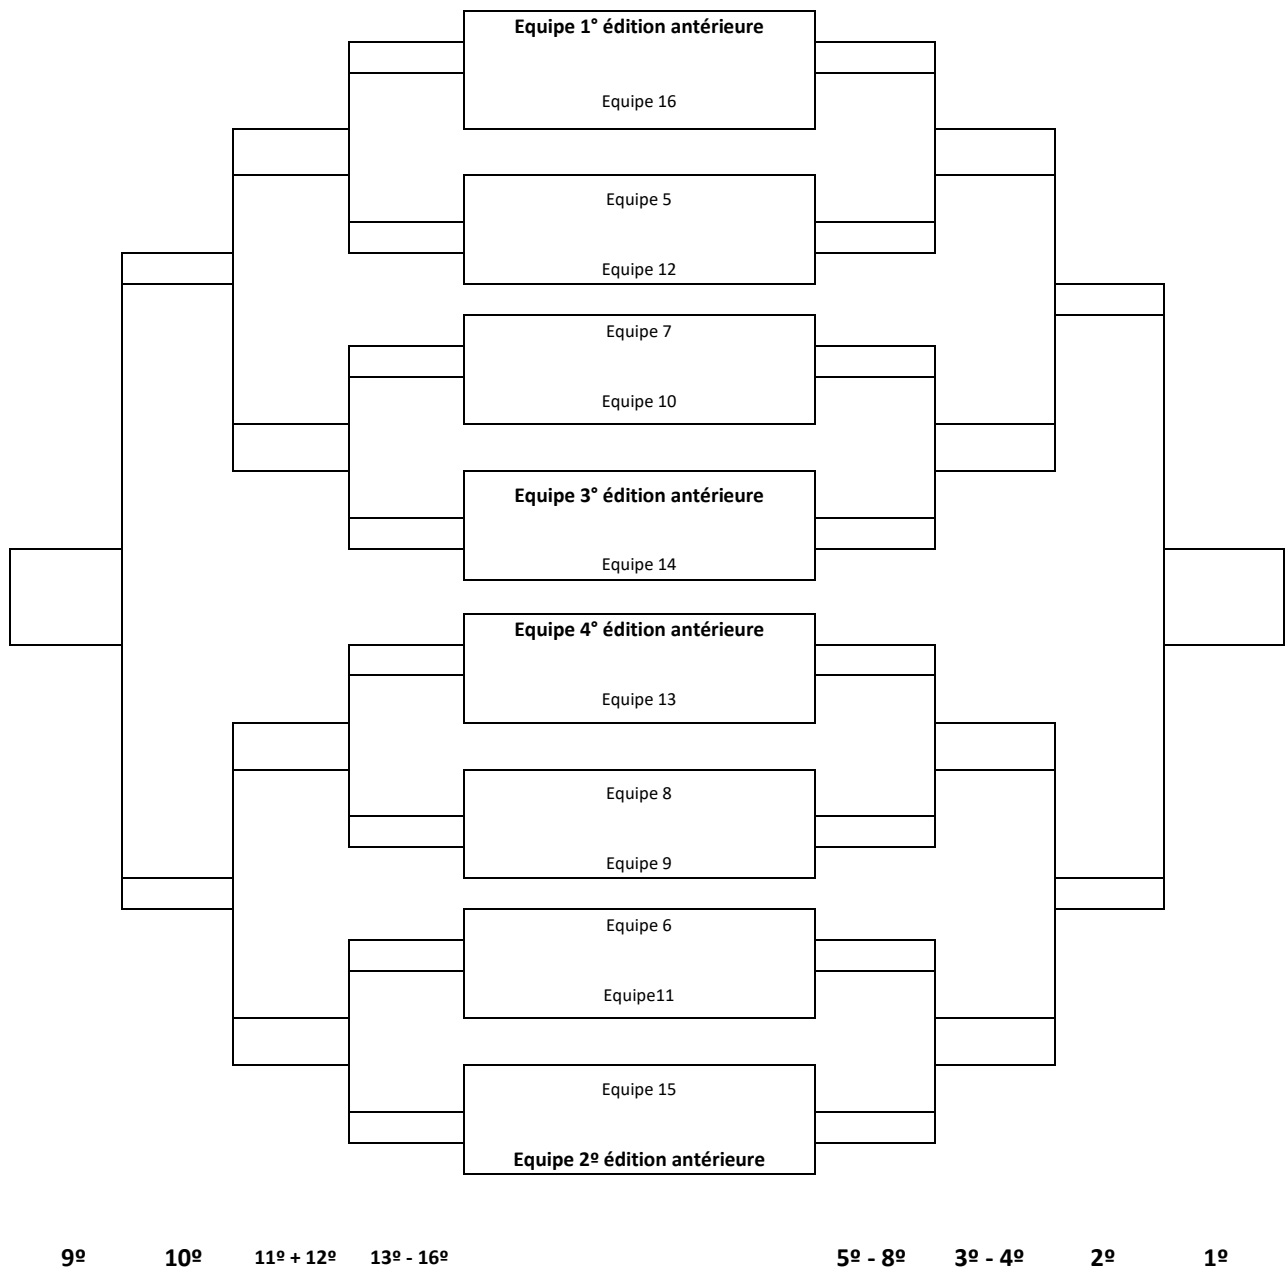 Equipe 1° édition antérieure
Equipe 16
Equipe 5
Equipe 12
Equipe 7
Equipe 10
Equipe 3° édition antérieure
Equipe 14
Equipe 4° édition antérieure
Equipe 13
Equipe 8
Equipe 9
Equipe 6
Equipe11
Equipe 15
Equipe 2º édition antérieure
9º 10º 11º + 12º 13º - 16º 5º - 8º 3º - 4º 2º 1º